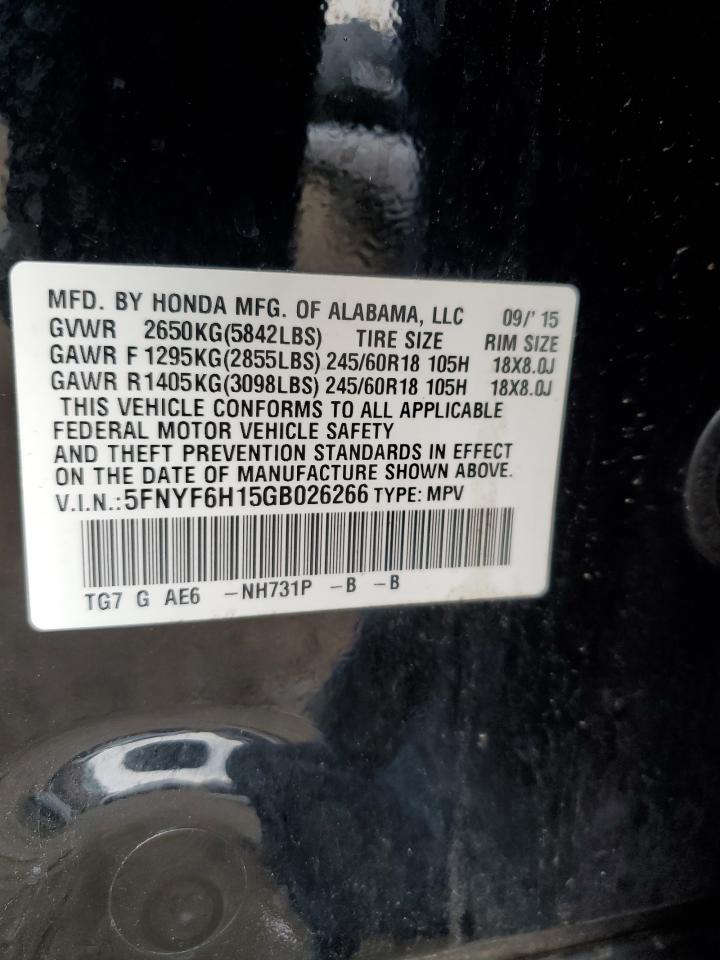 MFD. BY HONDA MFG. OF ALABAMA, LLC 09/'15
GVWR 2650KG(5842LBS) TIRE SIZE RIM SIZE
GAWR F 1295KG(2855LBS) 245/60R18 105H 18X8.0J
GAWR R1405KG(3098LBS) 245/60R18 105H 18X8.0J
THIS VEHICLE CONFORMS TO ALL APPLICABLE
FEDERAL MOTOR VEHICLE SAFETY
AND THEFT PREVENTION STANDARDS IN EFFECT
ON THE DATE OF MANUFACTURE SHOWN ABOVE.
V.I.N.:5FNYF6H15GB026266 TYPE: MPV
TG7 G AE6 -NH731P -B -B